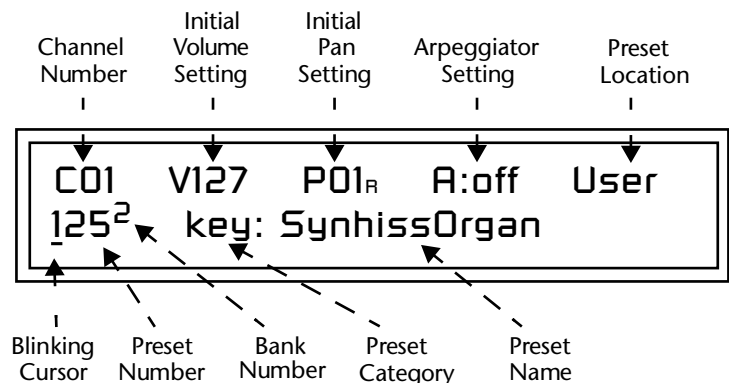 Initial Initial
Channel Volume Pan Arpeggiator Preset
Number Setting Setting Setting Location
C01 V127 P01R A:off User
125² key: SynhissOrgan
Blinking Preset Bank Preset Preset
Cursor Number Number Category Name